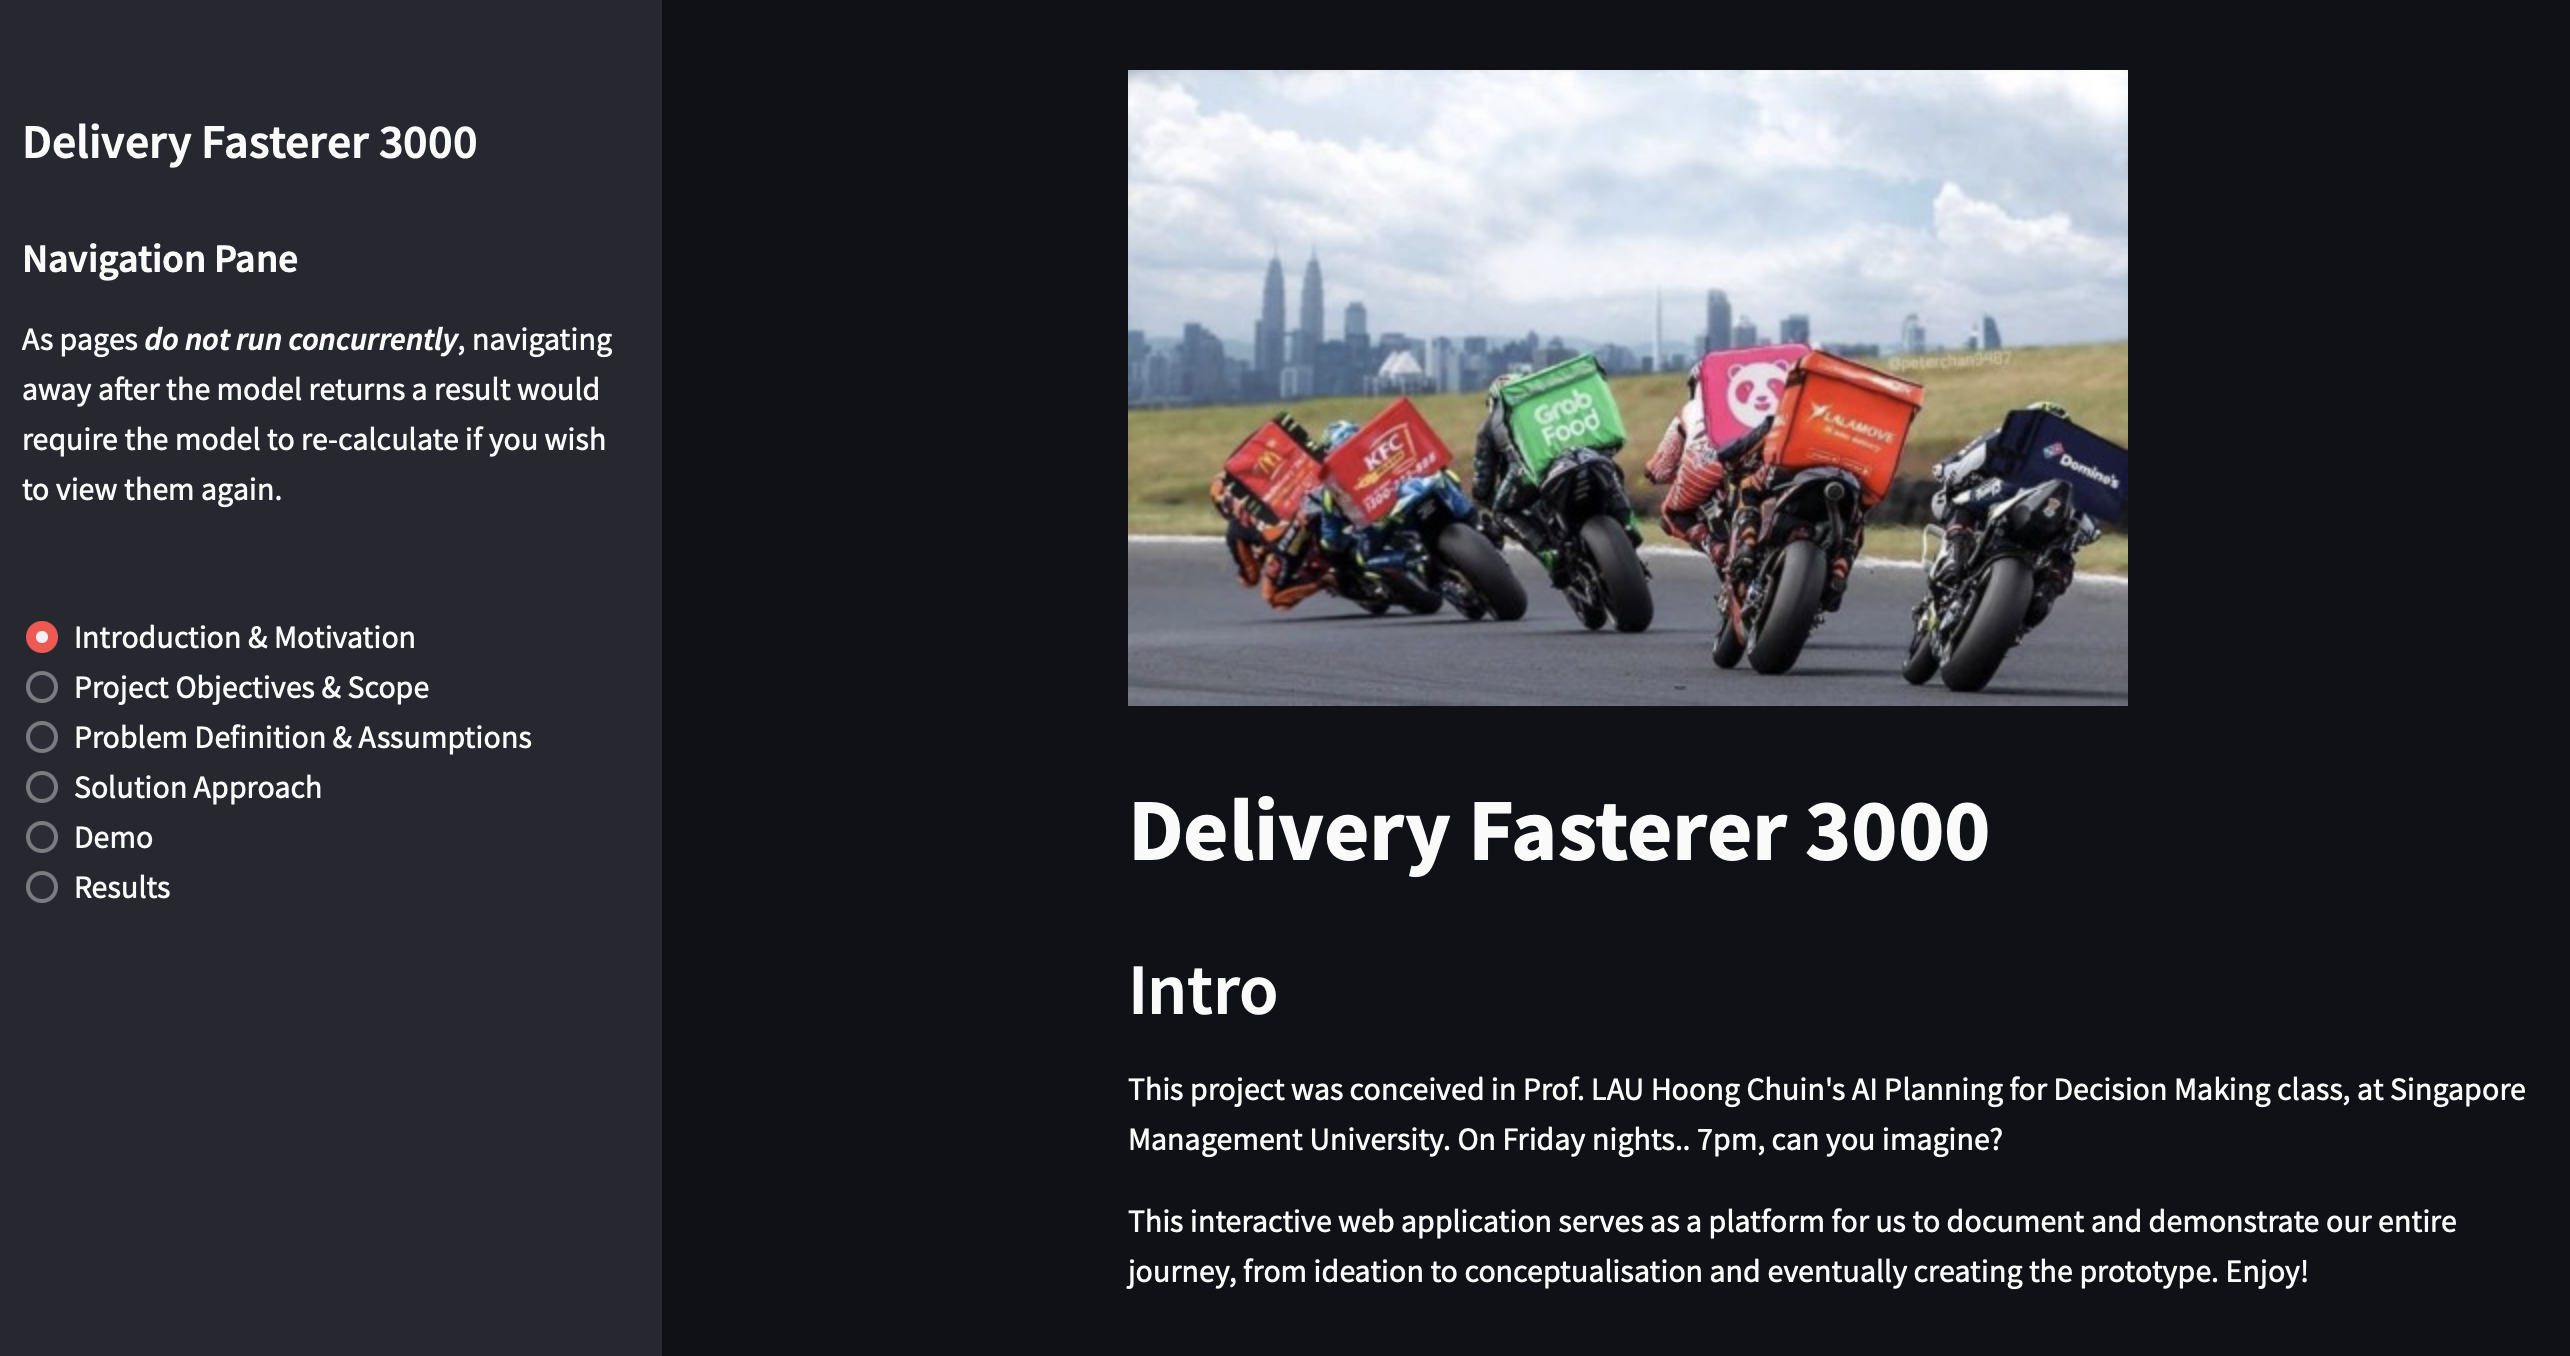 Delivery Fasterer 3000
Navigation Pane
As pages do not run concurrently, navigating
away after the model returns a result would
require the model to re-calculate if you wish
to view them again.
Introduction & Motivation
Project Objectives & Scope
Problem Definition & Assumptions
Solution Approach
Demo
Results
@peterchan9487
KFC
Grab
Food
LALAMOVE
Domino's
Delivery Fasterer 3000
Intro
This project was conceived in Prof. LAU Hoong Chuin's AI Planning for Decision Making class, at Singapore
Management University. On Friday nights.. 7pm, can you imagine?
This interactive web application serves as a platform for us to document and demonstrate our entire
journey, from ideation to conceptualisation and eventually creating the prototype. Enjoy!